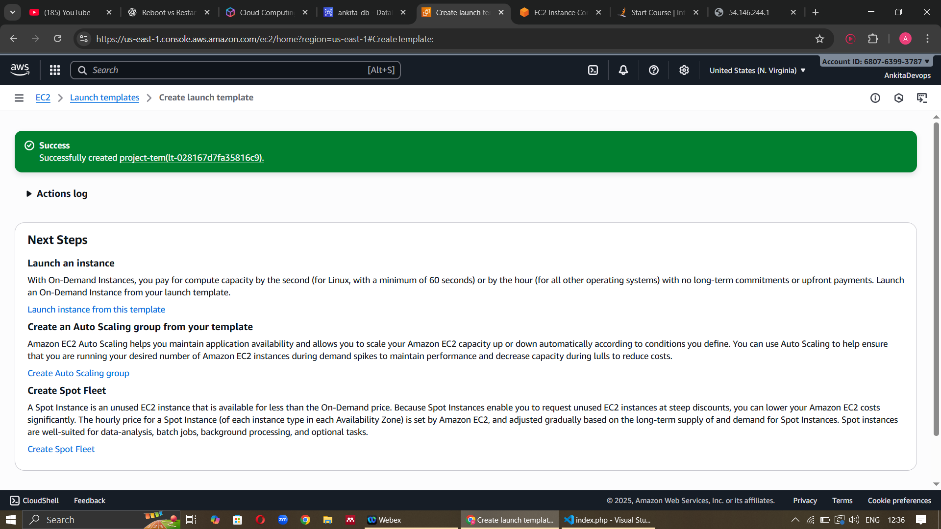 (185) YouTube
Reboot vs Resta
Cloud Computin
ankita_db - Data
Create launch te
EC2 Instance Co
Start Course | In
54.146.244.1
https://us-east-1.console.aws.amazon.com/ec2/home?region=us-east-1#CreateTemplate:
A
aws
Search
[Alt+S]
United States (N. Virginia)
Account ID: 6807-6399-3787
AnkitaDevops
EC2
Launch templates
Create launch template
Success
Successfully created project-tem(lt-028167d7fa35816c9).
Actions log
Next Steps
Launch an instance
With On-Demand Instances, you pay for compute capacity by the second (for Linux, with a minimum of 60 seconds) or by the hour (for all other operating systems) with no long-term commitments or upfront payments. Launch
an On-Demand Instance from your launch template.
Launch instance from this template
Create an Auto Scaling group from your template
Amazon EC2 Auto Scaling helps you maintain application availability and allows you to scale your Amazon EC2 capacity up or down automatically according to conditions you define. You can use Auto Scaling to help ensure
that you are running your desired number of Amazon EC2 instances during demand spikes to maintain performance and decrease capacity during lulls to reduce costs.
Create Auto Scaling group
Create Spot Fleet
A Spot Instance is an unused EC2 instance that is available for less than the On-Demand price. Because Spot Instances enable you to request unused EC2 instances at steep discounts, you can lower your Amazon EC2 costs
significantly. The hourly price for a Spot Instance (of each instance type in each Availability Zone) is set by Amazon EC2, and adjusted gradually based on the long-term supply of and demand for Spot Instances. Spot instances
are well-suited for data-analysis, batch jobs, background processing, and optional tasks.
Create Spot Fleet
CloudShell
Feedback
© 2025, Amazon Web Services, Inc. or its affiliates.
Privacy
Terms
Cookie preferences
Search
Webex
Create launch templat...
index.php - Visual Stu...
ENG
12:36